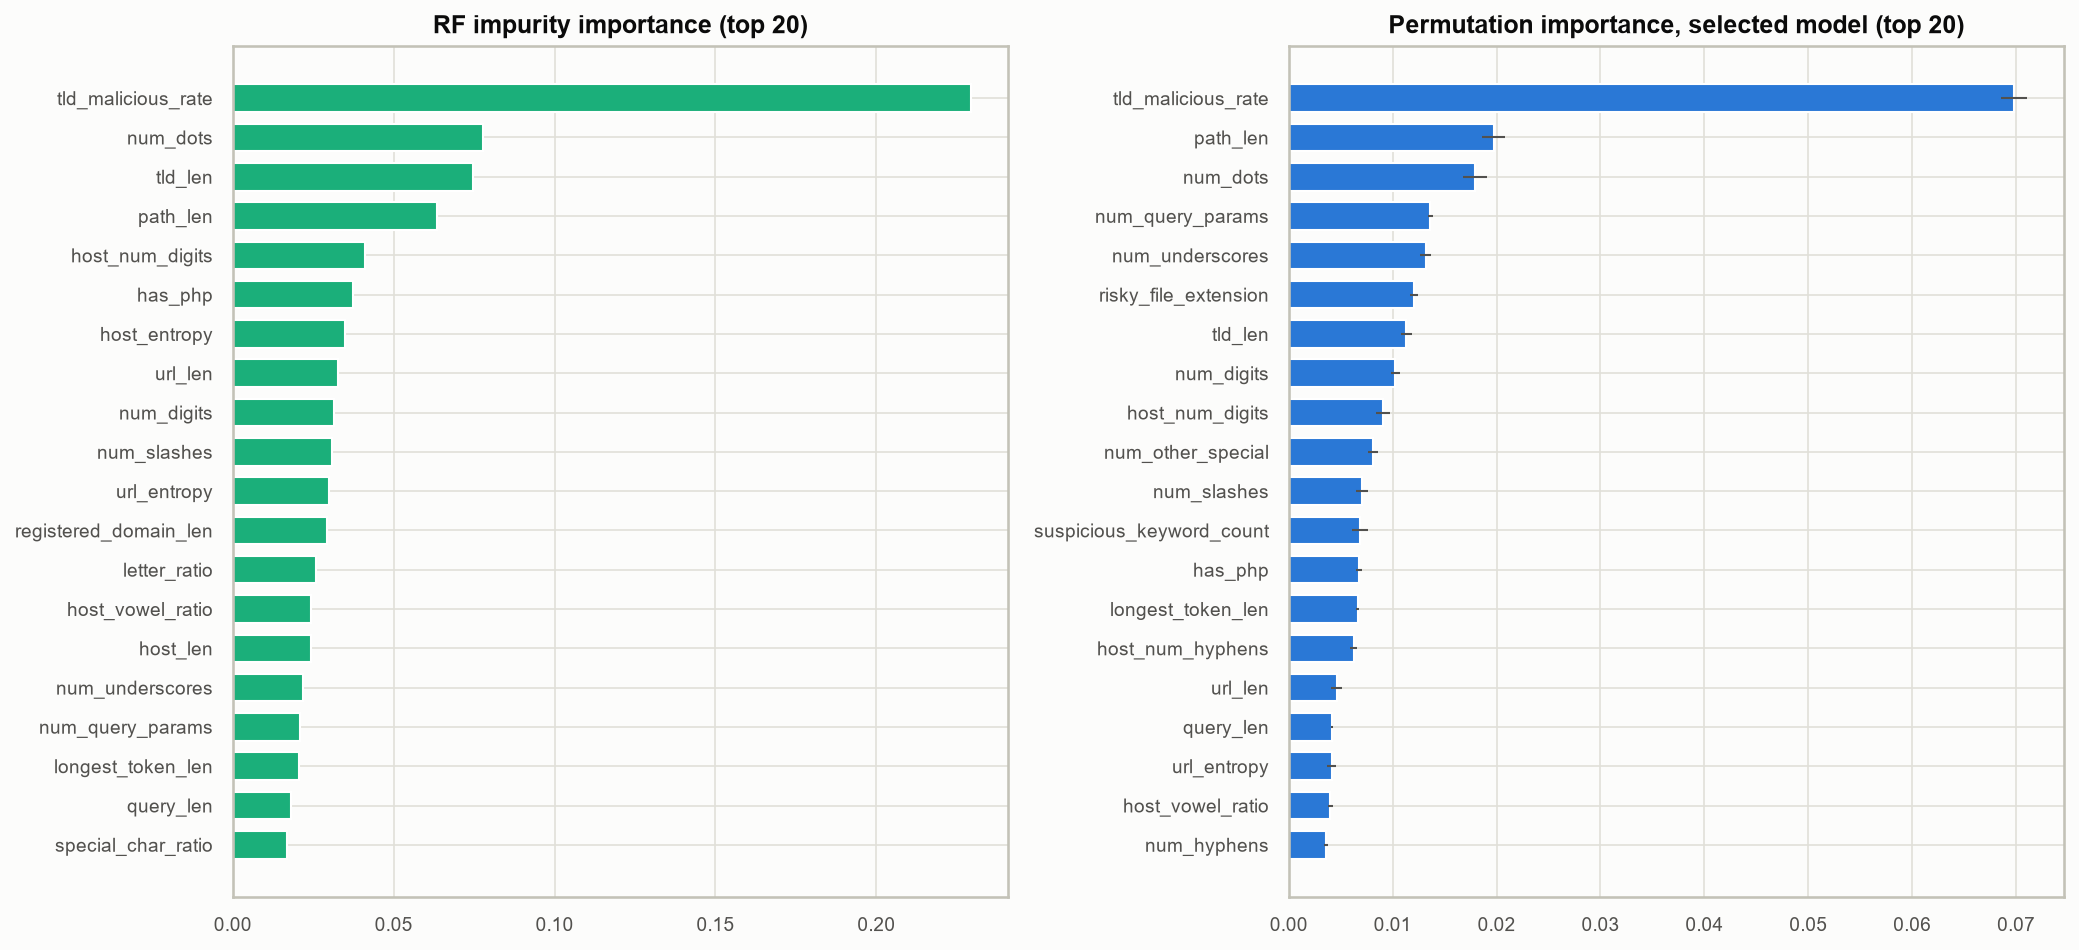 RF impurity importance (top 20)
tld_malicious_rate
num_dots
tld_len
path_len
host_num_digits
has_php
host_entropy
url_len
num_digits
num_slashes
url_entropy
registered_domain_len
letter_ratio
host_vowel_ratio
host_len
num_underscores
num_query_params
longest_token_len
query_len
special_char_ratio
0.00 0.05 0.10 0.15 0.20
Permutation importance, selected model (top 20)
tld_malicious_rate
path_len
num_dots
num_query_params
num_underscores
risky_file_extension
tld_len
num_digits
host_num_digits
num_other_special
num_slashes
suspicious_keyword_count
has_php
longest_token_len
host_num_hyphens
url_len
query_len
url_entropy
host_vowel_ratio
num_hyphens
0.00 0.01 0.02 0.03 0.04 0.05 0.06 0.07